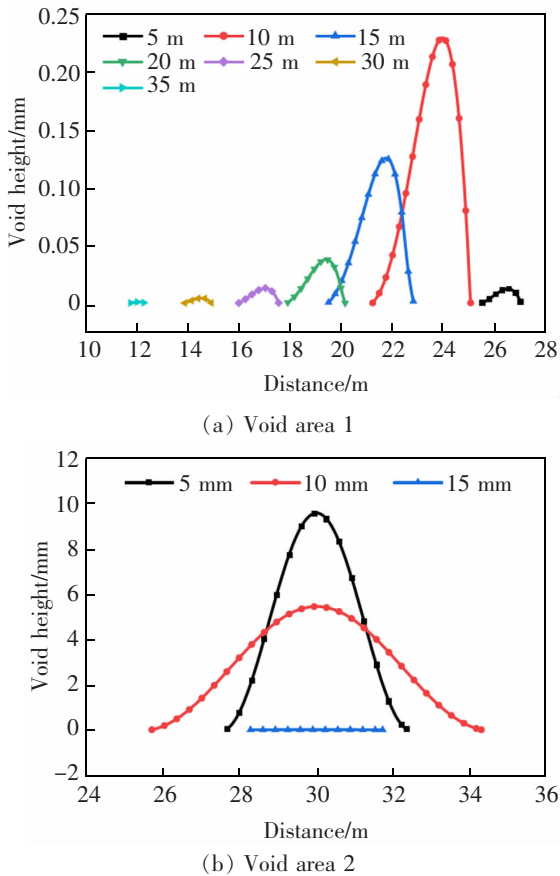 0.25
0.20
0.15
0.10
0.05
0
Void height/mm
5 m 10 m 15 m
20 m 25 m 30 m
35 m
10 12 14 16 18 20 22 24 26 28
Distance/m
(a) Void area 1
12
10
8
6
4
2
0
−2
Void height/mm
5 mm 10 mm 15 mm
24 26 28 30 32 34 36
Distance/m
(b) Void area 2